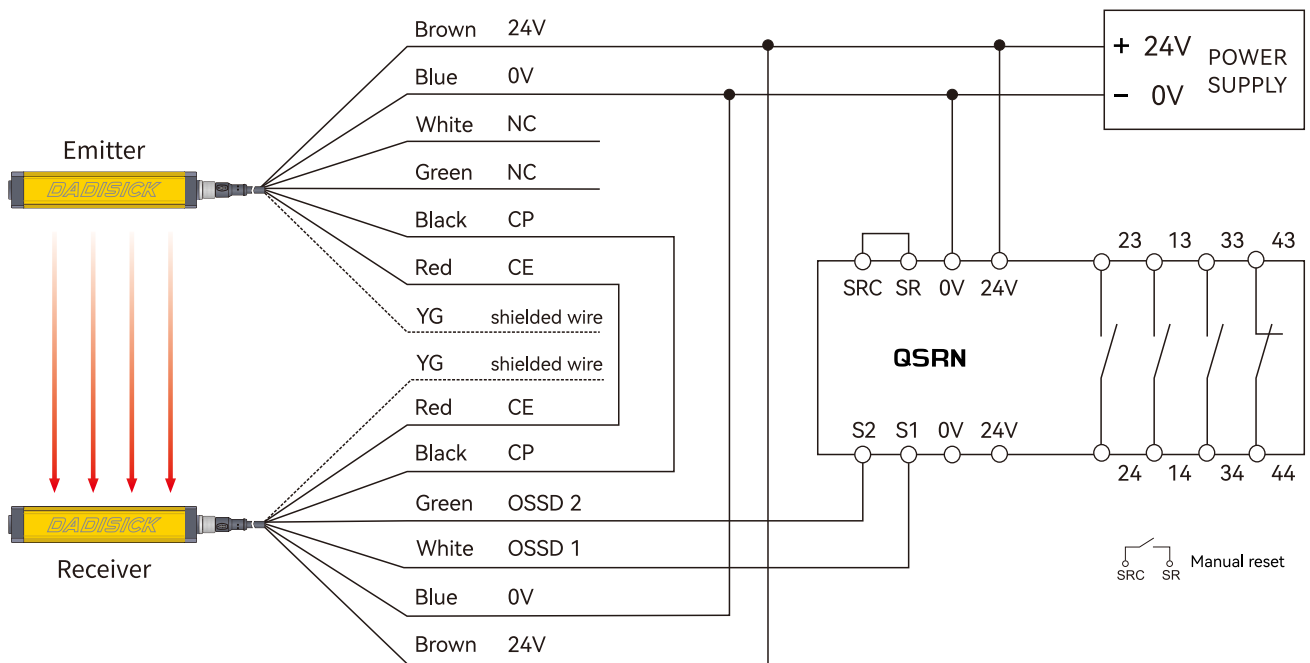 Brown 24V
Blue 0V
White NC
Green NC
Black CP
Red CE
YG shielded wire
YG shielded wire
Red CE
Black CP
Green OSSD 2
White OSSD 1
Blue 0V
Brown 24V
Emitter
DADISICK
DADISICK
Receiver
+ 24V
- 0V
POWER
SUPPLY
23 13 33 43
SRC SR 0V 24V
QSRN
S2 S1 0V 24V
24 14 34 44
SRC SR
Manual reset